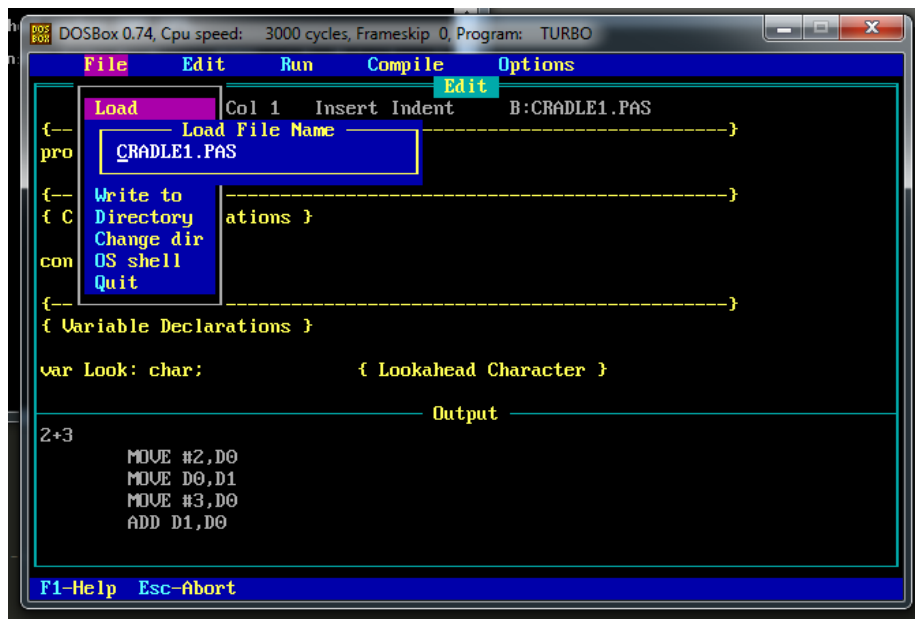 DOSBox 0.74, Cpu speed: 3000 cycles, Frameskip 0, Program: TURBO
File Edit Run Compile Options
Edit
Load Col 1 Insert Indent B:CRADLE1.PAS
{-- Load File Name --------------------------------}
pro CRADLE1.PAS
{-- Write to --------------------------------}
{ C Directory ations }
Change dir
con OS shell
Quit
{-- --------------------------------}
{ Variable Declarations }
var Look: char; { Lookahead Character }
Output
2+3
MOVE #2,D0
MOVE D0,D1
MOVE #3,D0
ADD D1,D0
F1-Help Esc-Abort